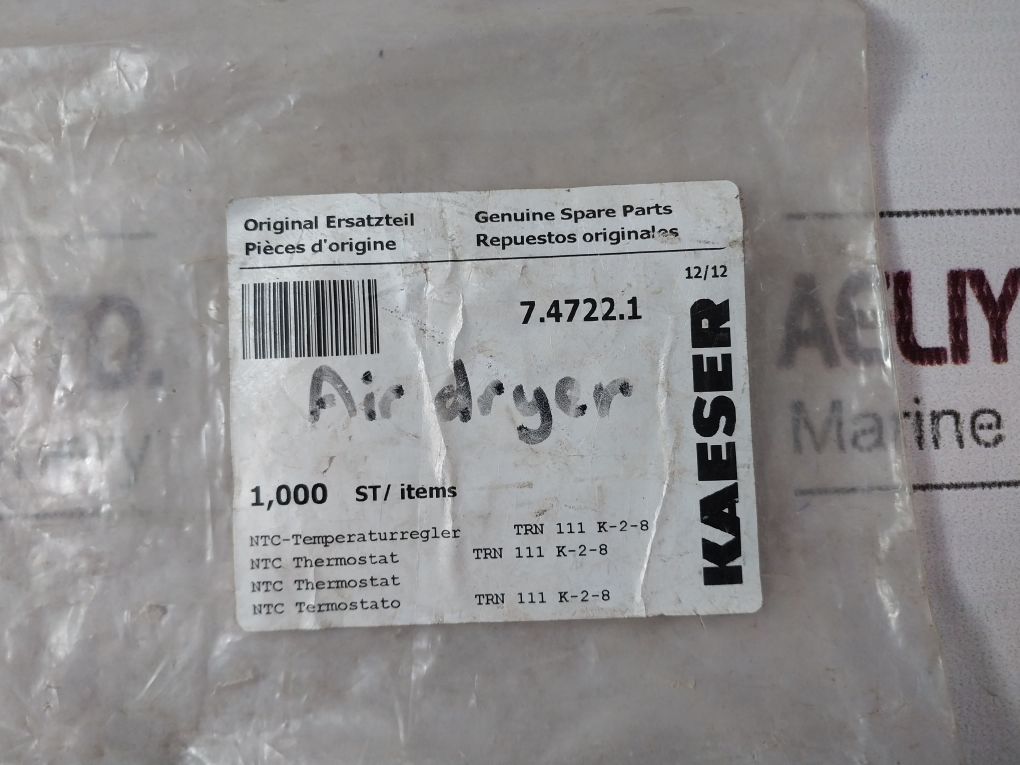 Original Ersatzteil Genuine Spare Parts
Pièces d'origine Repuestos originales
12/12
7.4722.1
KAESER
Air dryer
1,000 ST/ items
NTC-Temperaturregler TRN 111 K-2-8
NTC Thermostat TRN 111 K-2-8
NTC Thermostat
NTC Termostato TRN 111 K-2-8
Marine